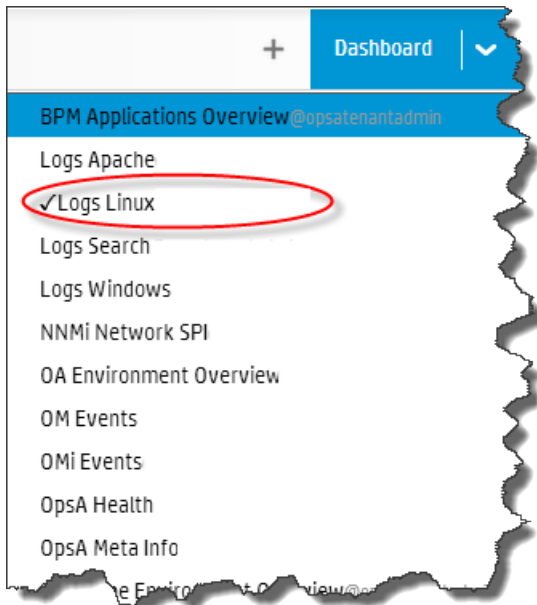 + Dashboard
BPM Applications Overview@opsatenantadmin
Logs Apache
✓Logs Linux
Logs Search
Logs Windows
NNMi Network SPI
OA Environment Overview
OM Events
OMi Events
OpsA Health
OpsA Meta Info